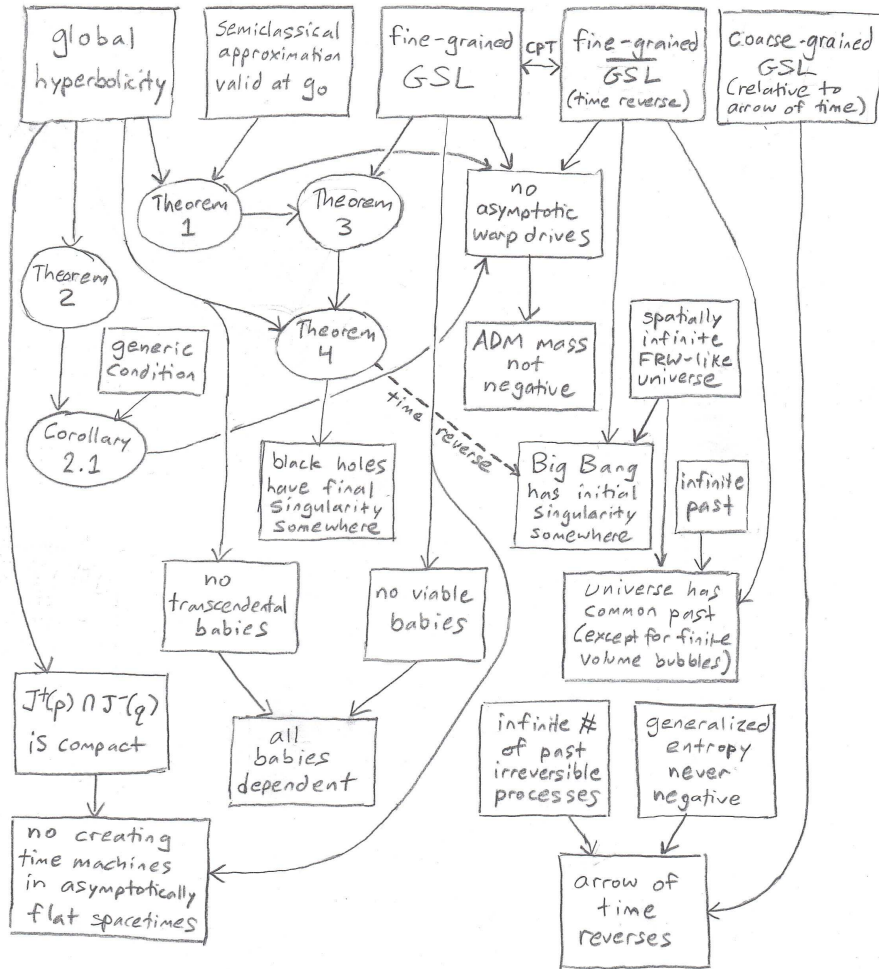 global
hyperbolicity
Semiclassical
approximation
valid at g0
fine-grained
GSL
CPT
fine-grained
GSL
(time reverse)
Coarse-grained
GSL
(relative to
arrow of time)
Theorem
1
Theorem
3
no
asymptotic
warp drives
Theorem
2
generic
condition
Theorem
4
ADM mass
not
negative
spatially
infinite
FRW-like
universe
time reverse
Corollary
2.1
black holes
have final
singularity
somewhere
Big Bang
has initial
singularity
somewhere
infinite
past
no
transcendental
babies
no viable
babies
universe has
common past
(except for finite
volume bubbles)
J⁺(p) ∩ J⁻(q)
is compact
all
babies
dependent
infinite #
of past
irreversible
processes
generalized
entropy
never
negative
no creating
time machines
in asymptotically
flat spacetimes
arrow of
time
reverses